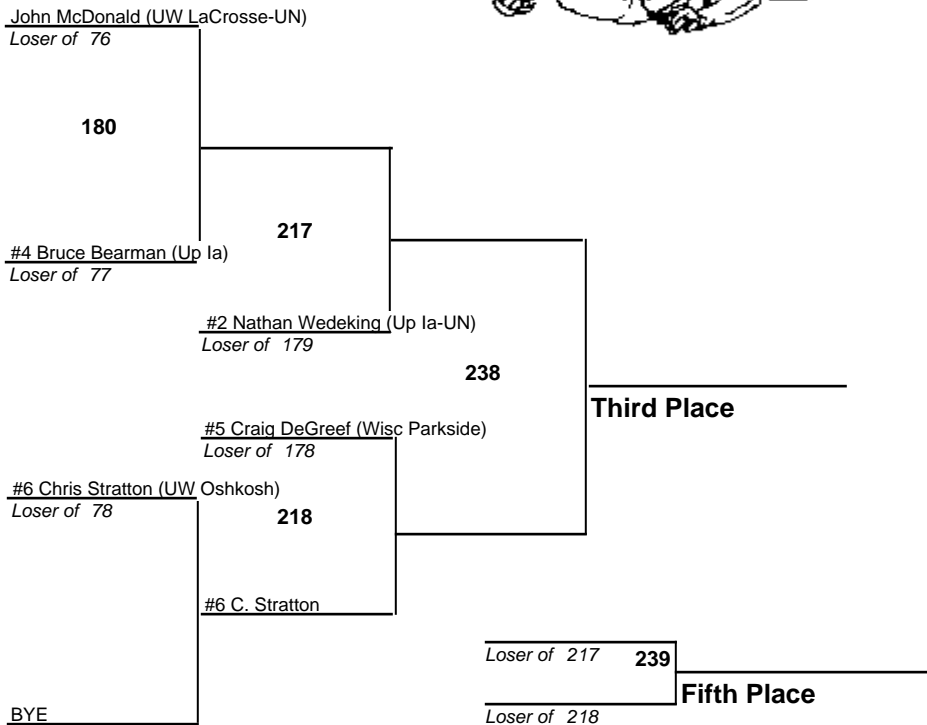 John McDonald (UW LaCrosse-UN)
Loser of 76
180
217
#4 Bruce Bearman (Up Ia)
Loser of 77
#2 Nathan Wedeking (Up Ia-UN)
Loser of 179
238
Third Place
#5 Craig DeGreef (Wisc Parkside)
Loser of 178
#6 Chris Stratton (UW Oshkosh)
Loser of 78
218
#6 C. Stratton
Loser of 217
239
Fifth Place
BYE
Loser of 218